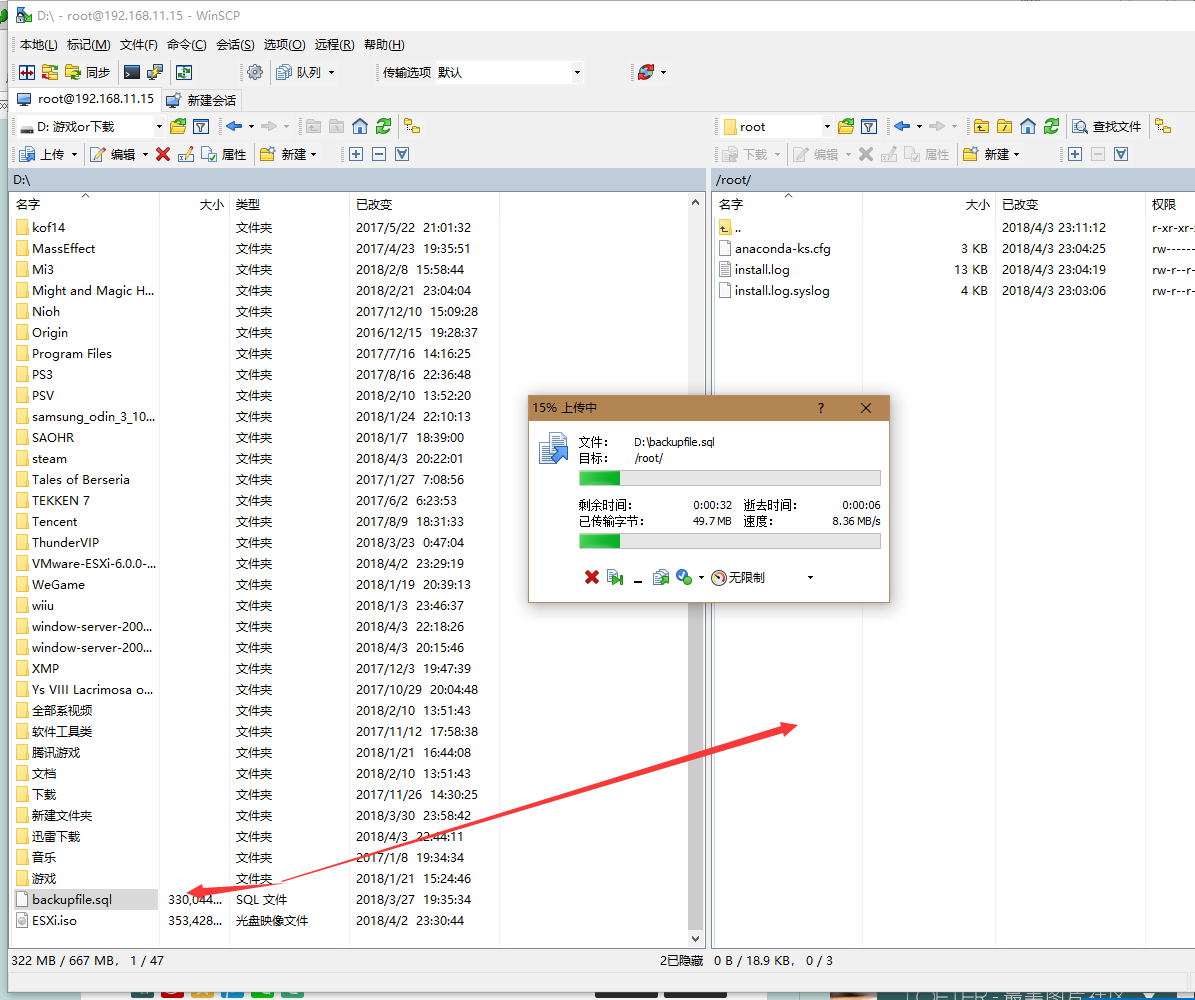 D:\ - root@192.168.11.15 - WinSCP
本地(L) 标记(M) 文件(F) 命令(C) 会话(S) 选项(O) 远程(R) 帮助(H)
同步 队列 传输选项 默认
root@192.168.11.15 新建会话
D: 游戏or下载 root 查找文件
上传 编辑 属性 新建 下载 编辑 属性 新建
D:\ /root/
名字 大小 类型 已改变 名字 大小 已改变 权限
kof14 文件夹 2017/5/22 21:01:32 .. 2018/4/3 23:11:12 r-xr-xr-
MassEffect 文件夹 2017/4/23 19:35:51 anaconda-ks.cfg 3 KB 2018/4/3 23:04:25 rw------
Mi3 文件夹 2018/2/8 15:58:44 install.log 13 KB 2018/4/3 23:04:19 rw-r--r-
Might and Magic H... 文件夹 2018/2/21 23:04:04 install.log.syslog 4 KB 2018/4/3 23:03:06 rw-r--r-
Nioh 文件夹 2017/12/10 15:09:28
Origin 文件夹 2016/12/15 19:28:37
Program Files 文件夹 2017/7/16 14:16:25
PS3 文件夹 2017/8/16 22:36:48
PSV 文件夹 2018/2/10 13:52:20
samsung_odin_3_10... 文件夹 2018/1/24 22:10:13
SAOHR 文件夹 2018/1/7 18:39:00
steam 文件夹 2018/4/3 20:22:01
Tales of Berseria 文件夹 2017/1/27 7:08:56
TEKKEN 7 文件夹 2017/6/2 6:23:53
Tencent 文件夹 2017/8/9 18:31:33
ThunderVIP 文件夹 2018/3/23 0:47:04
VMware-ESXi-6.0.0-... 文件夹 2018/4/2 23:29:19
WeGame 文件夹 2018/1/19 20:39:13
wiiu 文件夹 2018/1/3 23:46:37
window-server-200... 文件夹 2018/4/3 22:18:26
window-server-200... 文件夹 2018/4/3 20:15:46
XMP 文件夹 2017/12/3 19:47:39
Ys VIII Lacrimosa o... 文件夹 2017/10/29 20:04:48
全部系视频 文件夹 2018/2/10 13:51:43
软件工具类 文件夹 2017/11/12 17:58:38
腾讯游戏 文件夹 2018/1/21 16:44:08
文档 文件夹 2018/2/10 13:51:43
下载 文件夹 2017/11/26 14:30:25
新建文件夹 文件夹 2018/3/30 23:58:42
迅雷下载 文件夹 2018/4/3 22:44:11
音乐 文件夹 2017/1/8 19:34:34
游戏 文件夹 2018/1/21 15:24:46
backupfile.sql 330,044... SQL 文件 2018/3/27 19:35:34
ESXi.iso 353,428... 光盘映像文件 2018/4/2 23:30:44
322 MB / 667 MB， 1 / 47 2已隐藏 0 B / 18.9 KB， 0 / 3
15% 上传中 ?
文件： D:\backupfile.sql
目标： /root/
剩余时间： 0:00:32 逝去时间： 0:00:06
已传输字节： 49.7 MB 速度： 8.36 MB/s
无限制